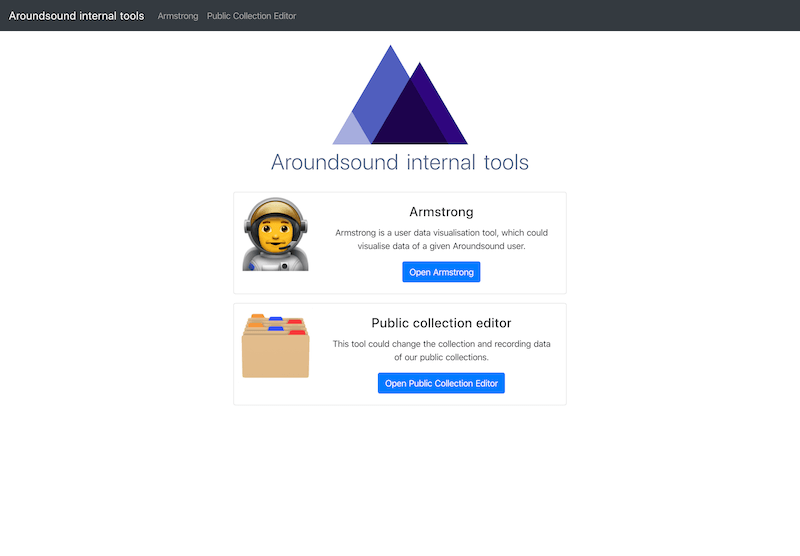 Aroundsound internal tools Armstrong Public Collection Editor
Aroundsound internal tools
Armstrong
Armstrong is a user data visualisation tool, which could
visualise data of a given Aroundsound user.
Open Armstrong
Public collection editor
This tool could change the collection and recording data
of our public collections.
Open Public Collection Editor